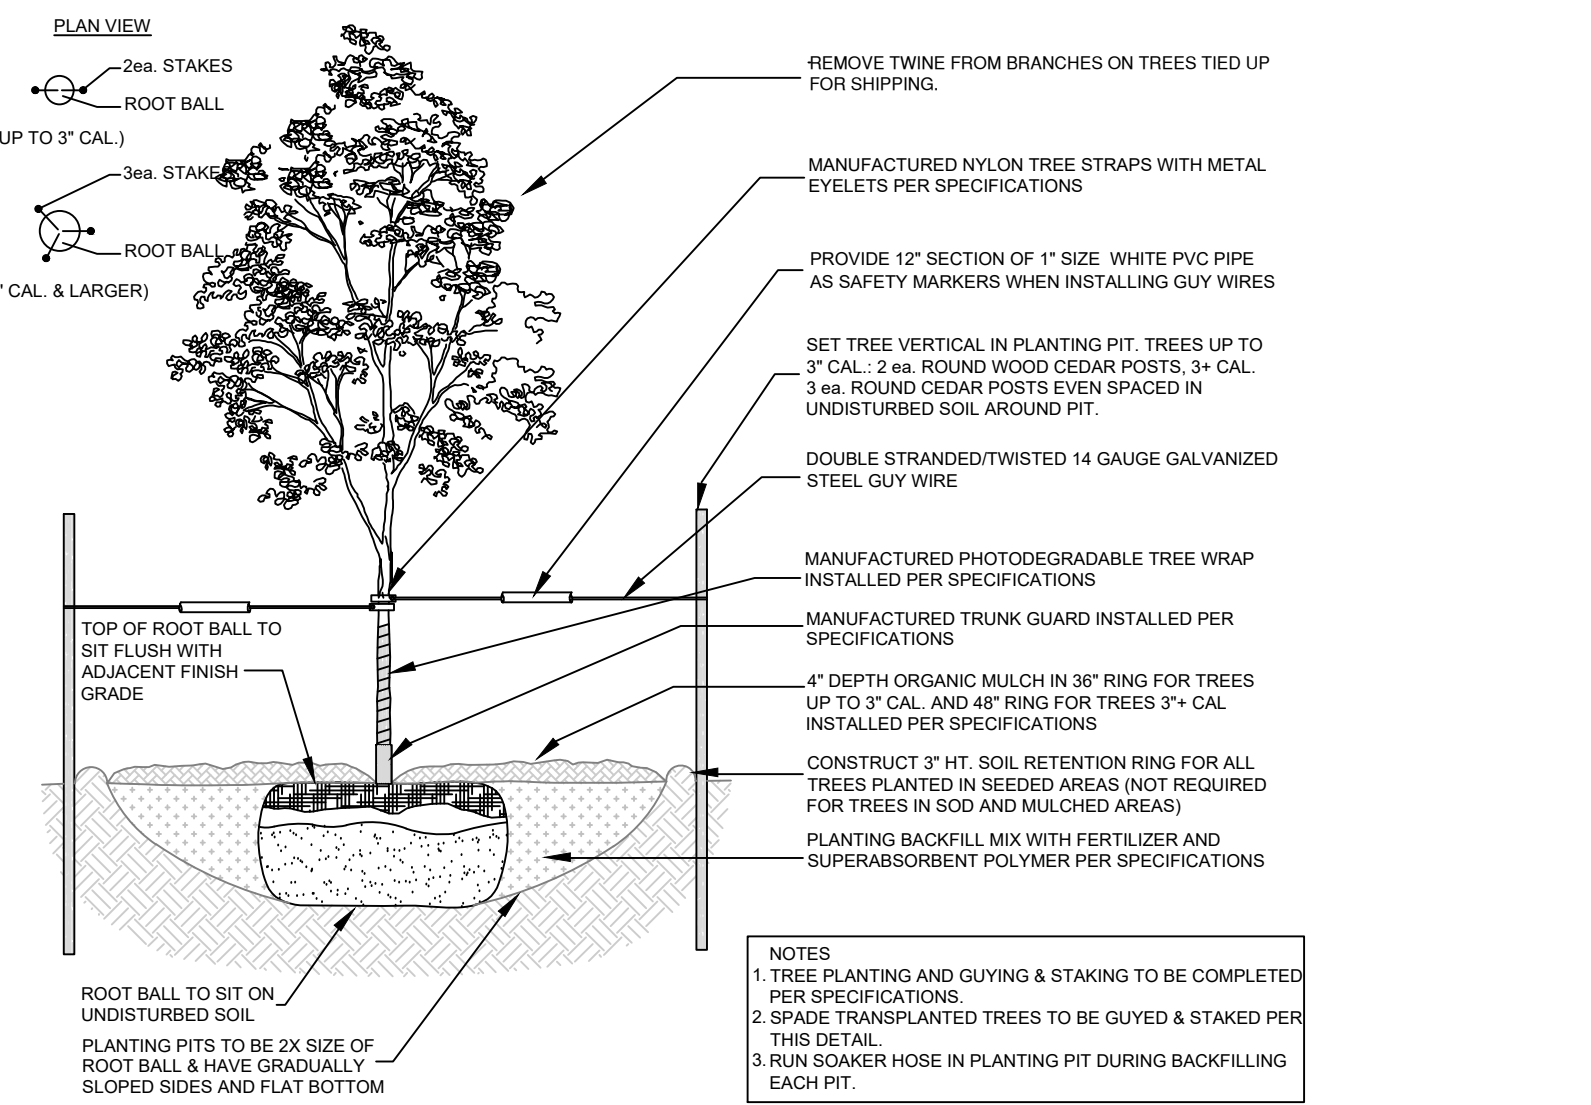 PLAN VIEW
2ea. STAKES
ROOT BALL
UP TO 3" CAL.)
3ea. STAKES
ROOT BALL
" CAL. & LARGER)
REMOVE TWINE FROM BRANCHES ON TREES TIED UP
FOR SHIPPING.
MANUFACTURED NYLON TREE STRAPS WITH METAL
EYELETS PER SPECIFICATIONS
PROVIDE 12" SECTION OF 1" SIZE WHITE PVC PIPE
AS SAFETY MARKERS WHEN INSTALLING GUY WIRES
SET TREE VERTICAL IN PLANTING PIT. TREES UP TO
3" CAL.: 2 ea. ROUND WOOD CEDAR POSTS, 3+ CAL.
3 ea. ROUND CEDAR POSTS EVEN SPACED IN
UNDISTURBED SOIL AROUND PIT.
DOUBLE STRANDED/TWISTED 14 GAUGE GALVANIZED
STEEL GUY WIRE
MANUFACTURED PHOTODEGRADABLE TREE WRAP
INSTALLED PER SPECIFICATIONS
MANUFACTURED TRUNK GUARD INSTALLED PER
SPECIFICATIONS
4" DEPTH ORGANIC MULCH IN 36" RING FOR TREES
UP TO 3" CAL. AND 48" RING FOR TREES 3"+ CAL
INSTALLED PER SPECIFICATIONS
CONSTRUCT 3" HT. SOIL RETENTION RING FOR ALL
TREES PLANTED IN SEEDED AREAS (NOT REQUIRED
FOR TREES IN SOD AND MULCHED AREAS)
PLANTING BACKFILL MIX WITH FERTILIZER AND
SUPERABSORBENT POLYMER PER SPECIFICATIONS
TOP OF ROOT BALL TO
SIT FLUSH WITH
ADJACENT FINISH
GRADE
ROOT BALL TO SIT ON
UNDISTURBED SOIL
PLANTING PITS TO BE 2X SIZE OF
ROOT BALL & HAVE GRADUALLY
SLOPED SIDES AND FLAT BOTTOM
NOTES
1. TREE PLANTING AND GUYING & STAKING TO BE COMPLETED
PER SPECIFICATIONS.
2. SPADE TRANSPLANTED TREES TO BE GUYED & STAKED PER
THIS DETAIL.
3. RUN SOAKER HOSE IN PLANTING PIT DURING BACKFILLING
EACH PIT.